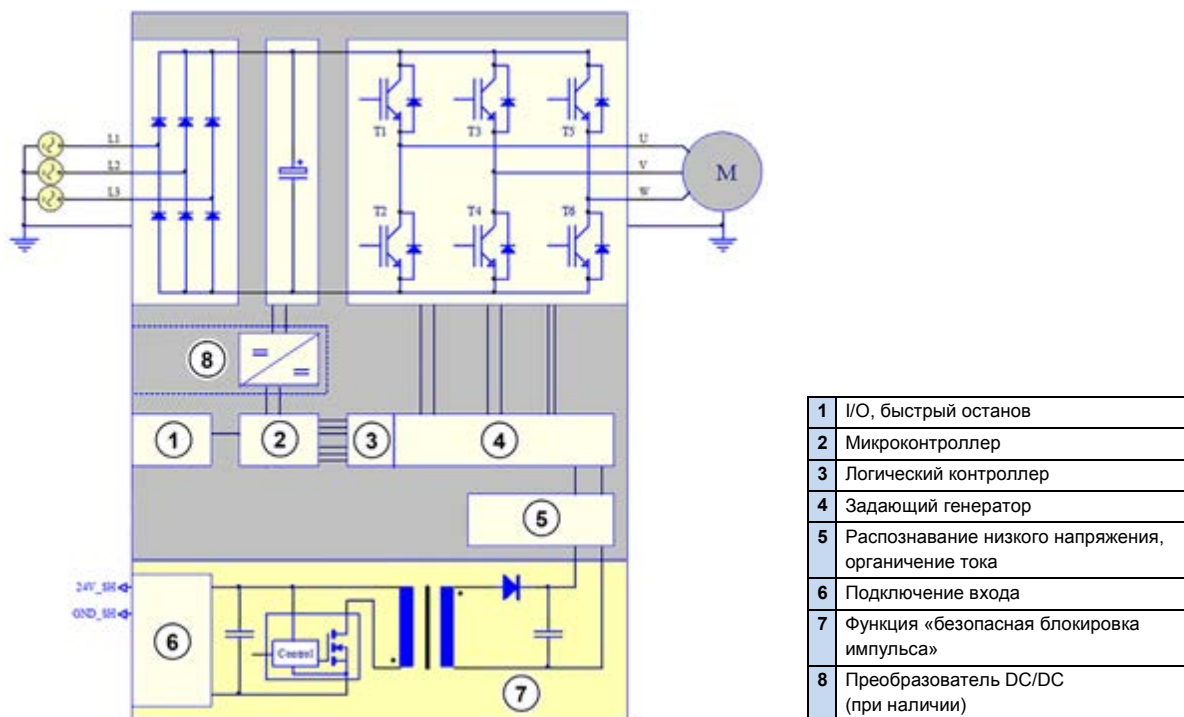 T1
T3
T5
L1
L2
L3
U
V
W
M
T2
T4
T6
8
1
2
3
4
5
24V_SH
GND_SH
6
Control
7
1 I/O, быстрый останов
2 Микроконтроллер
3 Логический контроллер
4 Задающий генератор
5 Распознавание низкого напряжения,
органичение тока
6 Подключение входа
7 Функция «безопасная блокировка
импульса»
8 Преобразователь DC/DC
(при наличии)